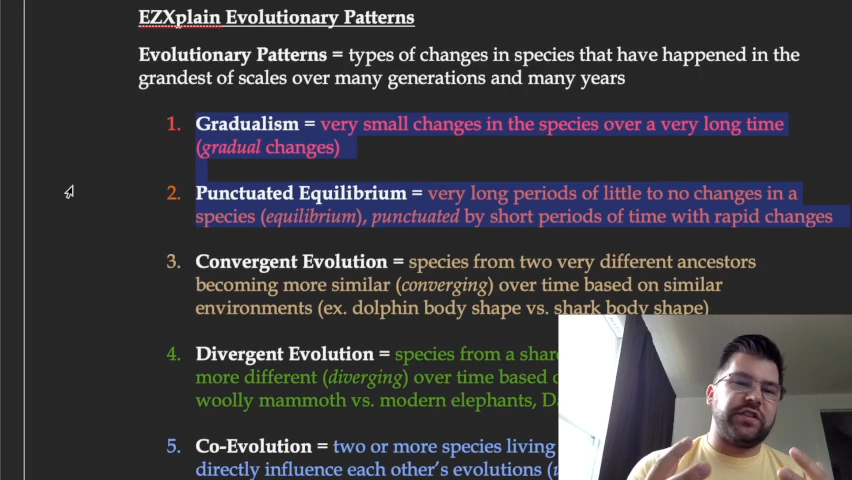 EZXplain Evolutionary Patterns
Evolutionary Patterns = types of changes in species that have happened in the
grandest of scales over many generations and many years
1. Gradualism = very small changes in the species over a very long time
(gradual changes)
2. Punctuated Equilibrium = very long periods of little to no changes in a
species (equilibrium), punctuated by short periods of time with rapid changes
3. Convergent Evolution = species from two very different ancestors
becoming more similar (converging) over time based on similar
environments (ex. dolphin body shape vs. shark body shape)
4. Divergent Evolution = species from a
more different (diverging) over time based
woolly mammoth vs. modern elephants,
5. Co-Evolution = two or more species living
directly influence each other's evolutions